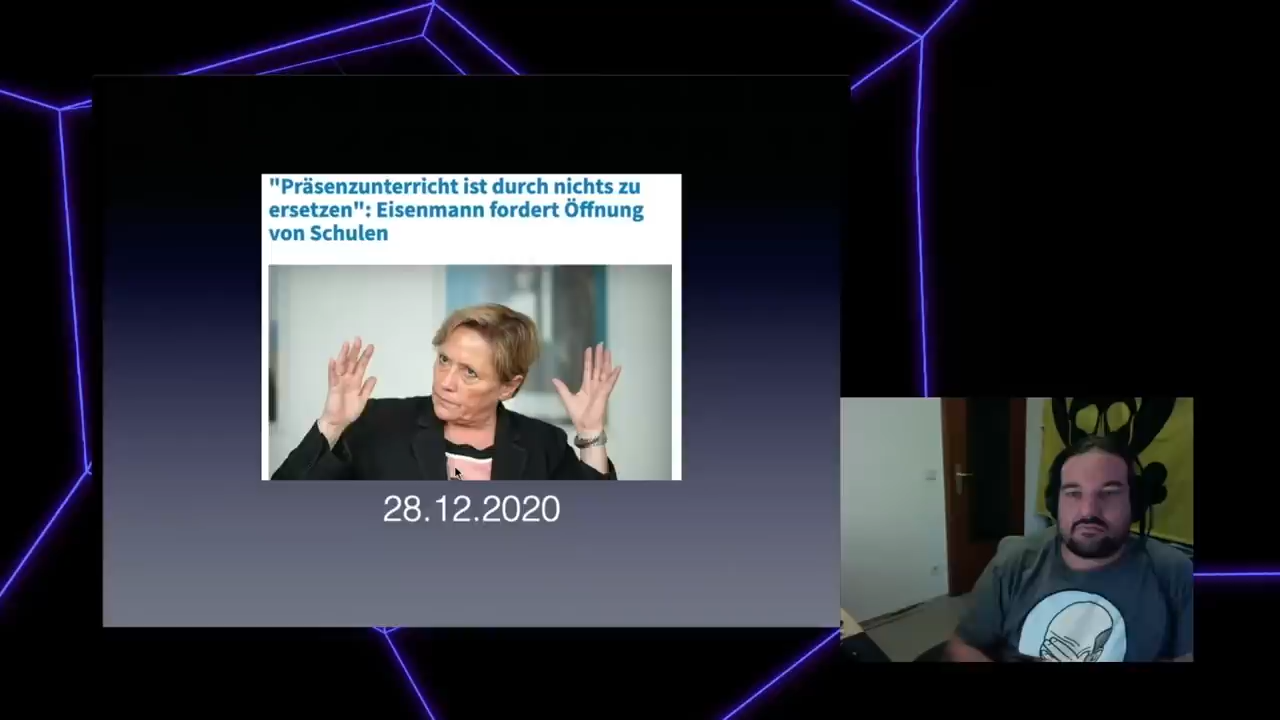 "Präsenzunterricht ist durch nichts zu
ersetzen": Eisenmann fordert Öffnung
von Schulen
28.12.2020